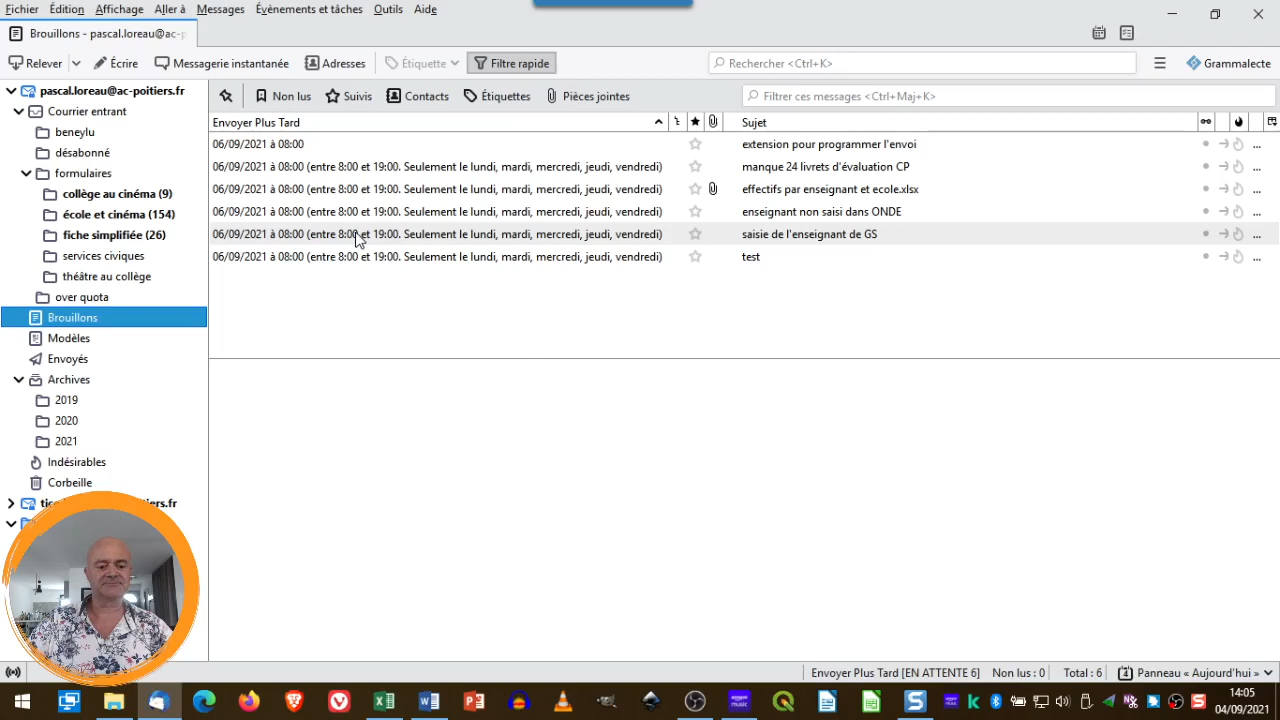 Fichier Édition Affichage Aller à Messages Évènements et tâches Outils Aide
Brouillons - pascal.loreau@ac-p
Relever Écrire Messagerie instantanée Adresses Étiquette Filtre rapide Rechercher <Ctrl+K> Grammalecte
pascal.loreau@ac-poitiers.fr
Courrier entrant
beneylu
désabonné
formulaires
collège au cinéma (9)
école et cinéma (154)
fiche simplifiée (26)
services civiques
théâtre au collège
over quota
Brouillons
Modèles
Envoyés
Archives
2019
2020
2021
Indésirables
Corbeille
iers.fr
Non lus Suivis Contacts Étiquettes Pièces jointes Filtrer ces messages <Ctrl+Maj+K>
Envoyer Plus Tard Sujet
06/09/2021 à 08:00 extension pour programmer l'envoi ...
06/09/2021 à 08:00 (entre 8:00 et 19:00. Seulement le lundi, mardi, mercredi, jeudi, vendredi) manque 24 livrets d'évaluation CP ...
06/09/2021 à 08:00 (entre 8:00 et 19:00. Seulement le lundi, mardi, mercredi, jeudi, vendredi) effectifs par enseignant et ecole.xlsx ...
06/09/2021 à 08:00 (entre 8:00 et 19:00. Seulement le lundi, mardi, mercredi, jeudi, vendredi) enseignant non saisi dans ONDE ...
06/09/2021 à 08:00 (entre 8:00 et 19:00. Seulement le lundi, mardi, mercredi, jeudi, vendredi) saisie de l'enseignant de GS ...
06/09/2021 à 08:00 (entre 8:00 et 19:00. Seulement le lundi, mardi, mercredi, jeudi, vendredi) test ...
Envoyer Plus Tard [EN ATTENTE 6] Non lus : 0 Total : 6 Panneau « Aujourd'hui »
14:05
04/09/2021